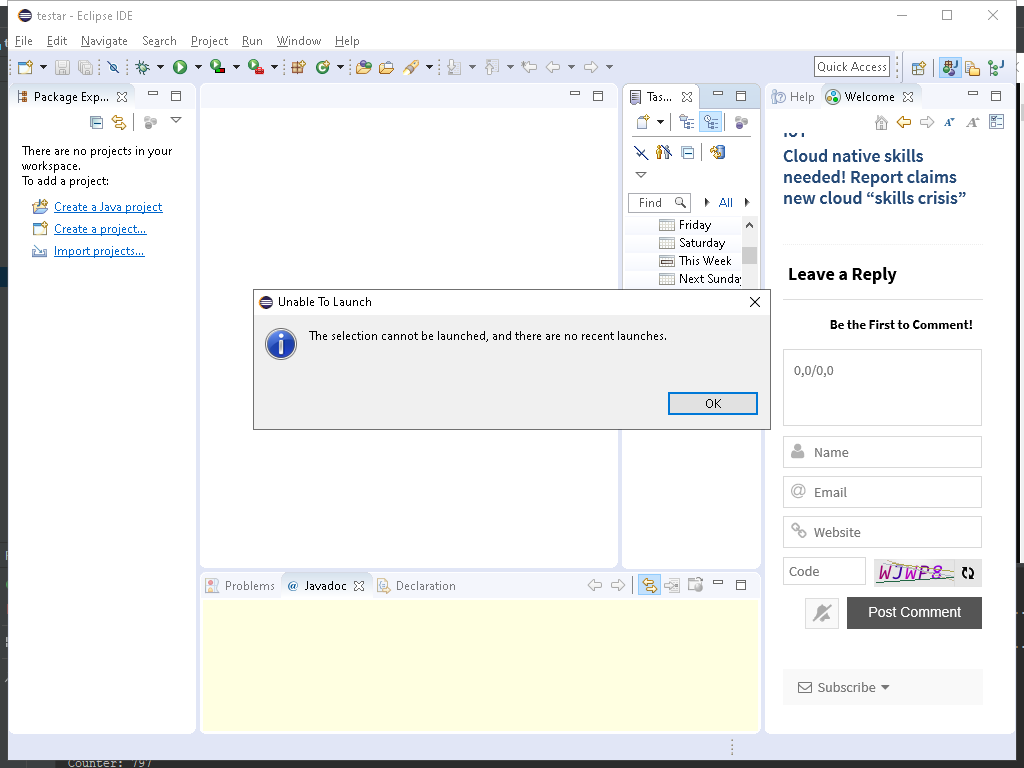 testar - Eclipse IDE
File Edit Navigate Search Project Run Window Help
Quick Access
Package Exp...
There are no projects in your
workspace.
To add a project:
Create a Java project
Create a project...
Import projects...
Tas...
Find
All
Friday
Saturday
This Week
Next Sunday
Unable To Launch
The selection cannot be launched, and there are no recent launches.
OK
Problems
@ Javadoc
Declaration
Help
Welcome
IoT
Cloud native skills
needed! Report claims
new cloud “skills crisis”
Leave a Reply
Be the First to Comment!
0,0/0,0
Name
@ Email
Website
Code
WJWP8
Post Comment
Subscribe
Counter: 797